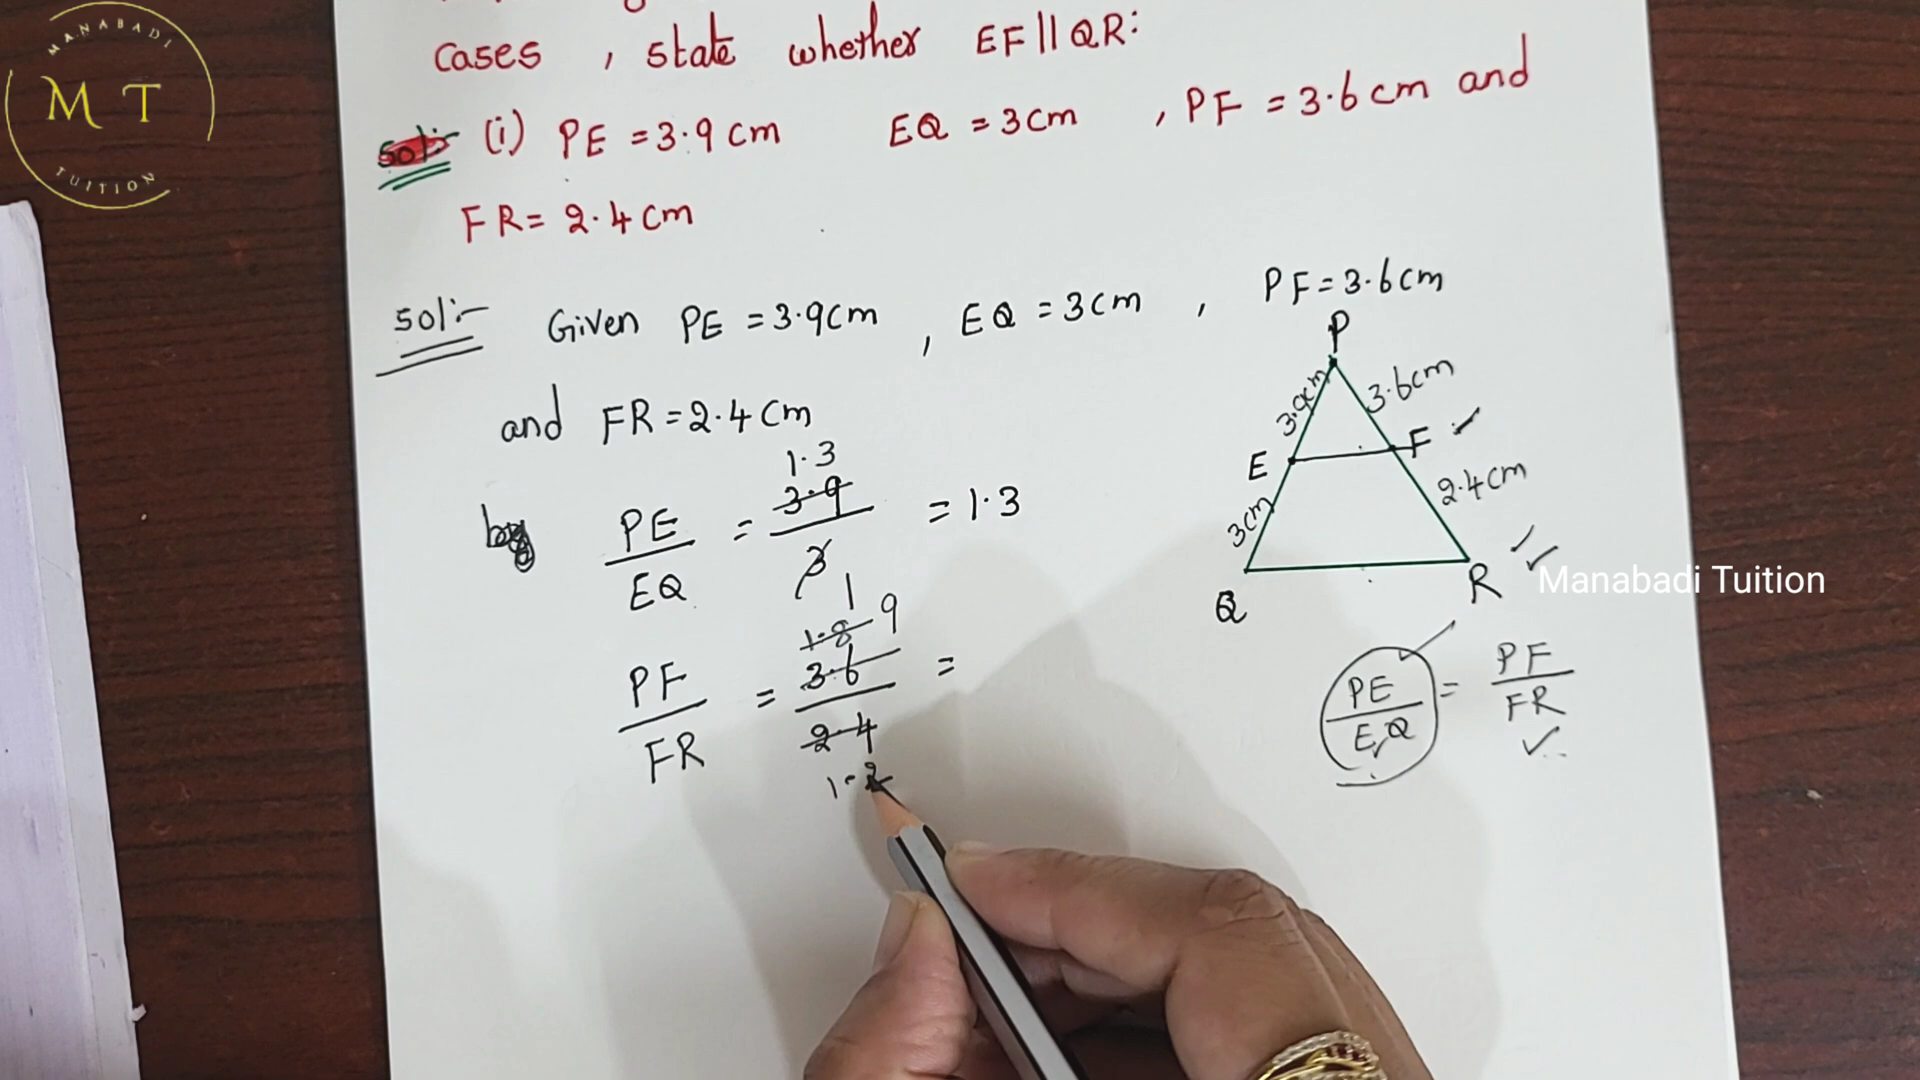 MANABADI
M T
TUITION
cases , state whether EF || QR:
sol:- (i) PE = 3.9 cm EQ = 3cm , PF = 3.6 cm and
FR = 2.4 cm
sol:- Given PE = 3.9cm , EQ = 3cm , PF = 3.6cm
and FR = 2.4 cm
P
3.9cm 3.6cm
E F
3cm 2.4cm
Q R
Manabadi Tuition
by PE/EQ = 3.9/3 = 1.3
1.3
1
PF/FR = 3.6/2.4 =
1.8 9
1.2
PE/EQ = PF/FR